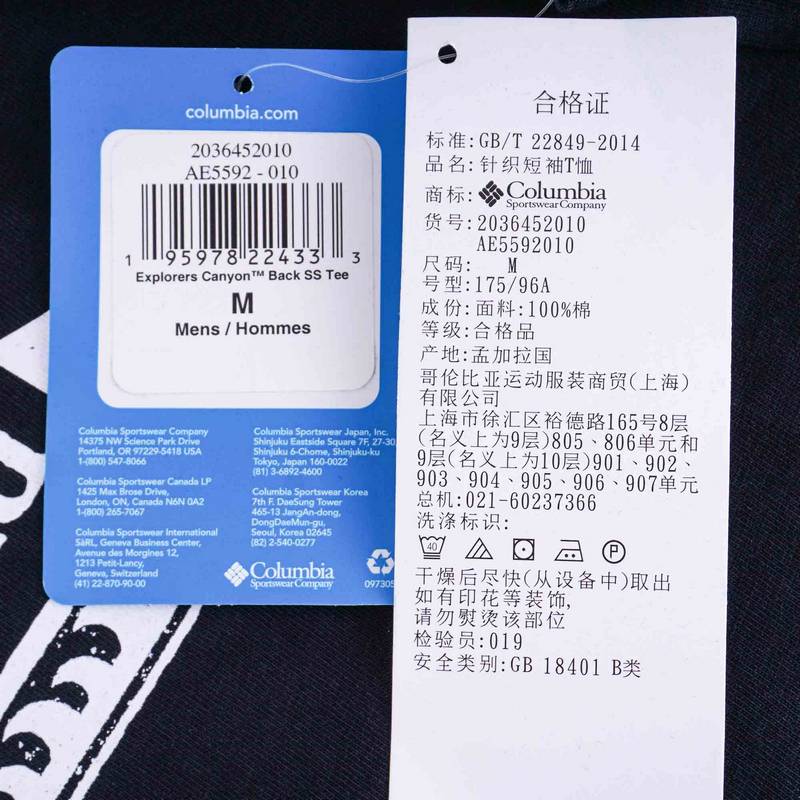 columbia.com
2036452010
AE5592 - 010
1 95978 22433 3
Explorers Canyon™ Back SS Tee
M
Mens / Hommes
Columbia Sportswear Company
14375 NW Science Park Drive
Portland, OR 97229-5418 USA
1-(800) 547-8066
Columbia Sportswear Canada LP
1425 Max Brose Drive,
London, ON, Canada N6N 0A2
1-(800) 265-7067
Columbia Sportswear International
SàRL, Geneva Business Center,
Avenue des Morgines 12,
1213 Petit-Lancy,
Geneva, Switzerland
(41) 22-870-90-00
Columbia Sportswear Japan, Inc.
Shinjuku Eastside Square 7F, 27-30,
Shinjuku 6-Chome, Shinjuku-ku
Tokyo, Japan 160-0022
(81) 3-6892-4600
Columbia Sportswear Korea
7th F. DaeSung Tower
465-13 JangAn-dong,
DongDaeMun-gu,
Seoul, Korea 02645
(82) 2-540-0277
Columbia
Sportswear Company
097305
合格证
标准:GB/T 22849-2014
品名:针织短袖T恤
商标:Columbia
Sportswear Company
货号:2036452010
AE5592010
尺码: M
号型:175/96A
成份:面料:100%棉
等级:合格品
产地:孟加拉国
哥伦比亚运动服装商贸(上海)
有限公司
上海市徐汇区裕德路165号8层
(名义上为9层)805、806单元和
9层(名义上为10层)901、902、
903、904、905、906、907单元
总机:021-60237366
洗涤标识:
40 P
干燥后尽快(从设备中)取出
如有印花等装饰,
请勿熨烫该部位
检验员:019
安全类别:GB 18401 B类